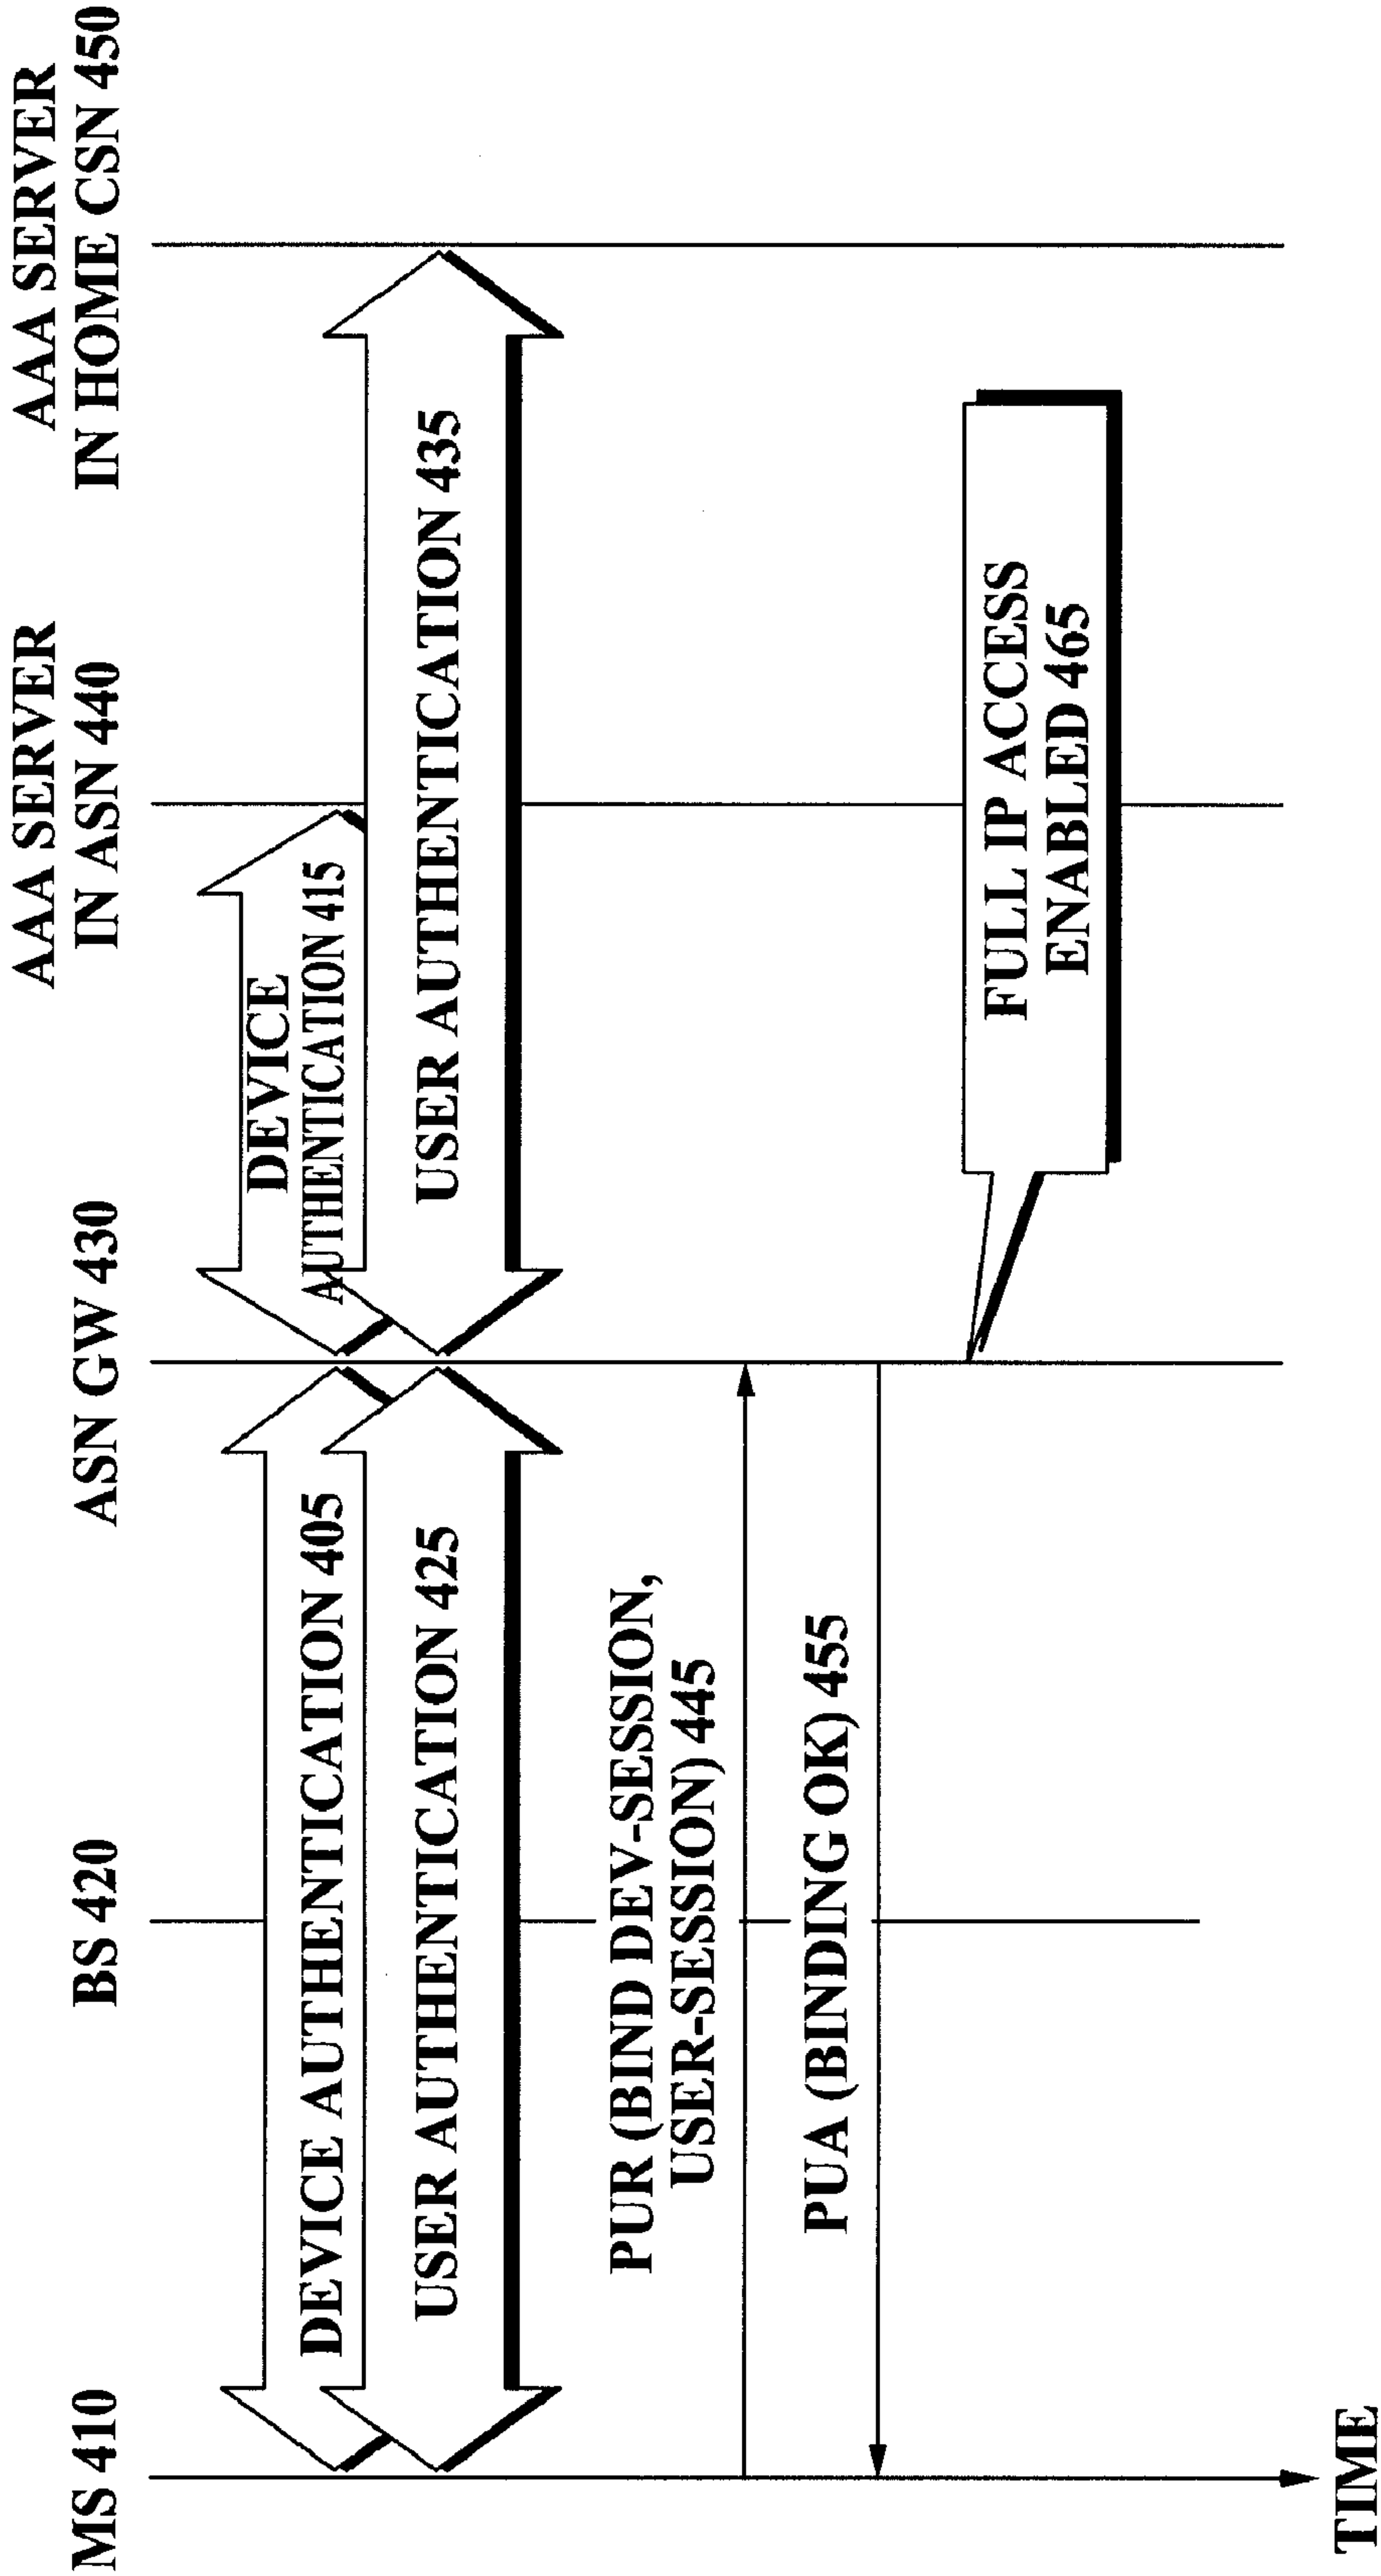 MS 410
BS 420
ASN GW 430
AAA SERVER
IN ASN 440
AAA SERVER
IN HOME CSN 450
DEVICE AUTHENTICATION 405
DEVICE
AUTHENTICATION 415
USER AUTHENTICATION 425
USER AUTHENTICATION 435
PUR (BIND DEV-SESSION,
USER-SESSION) 445
PUA (BINDING OK) 455
FULL IP ACCESS
ENABLED 465
TIME